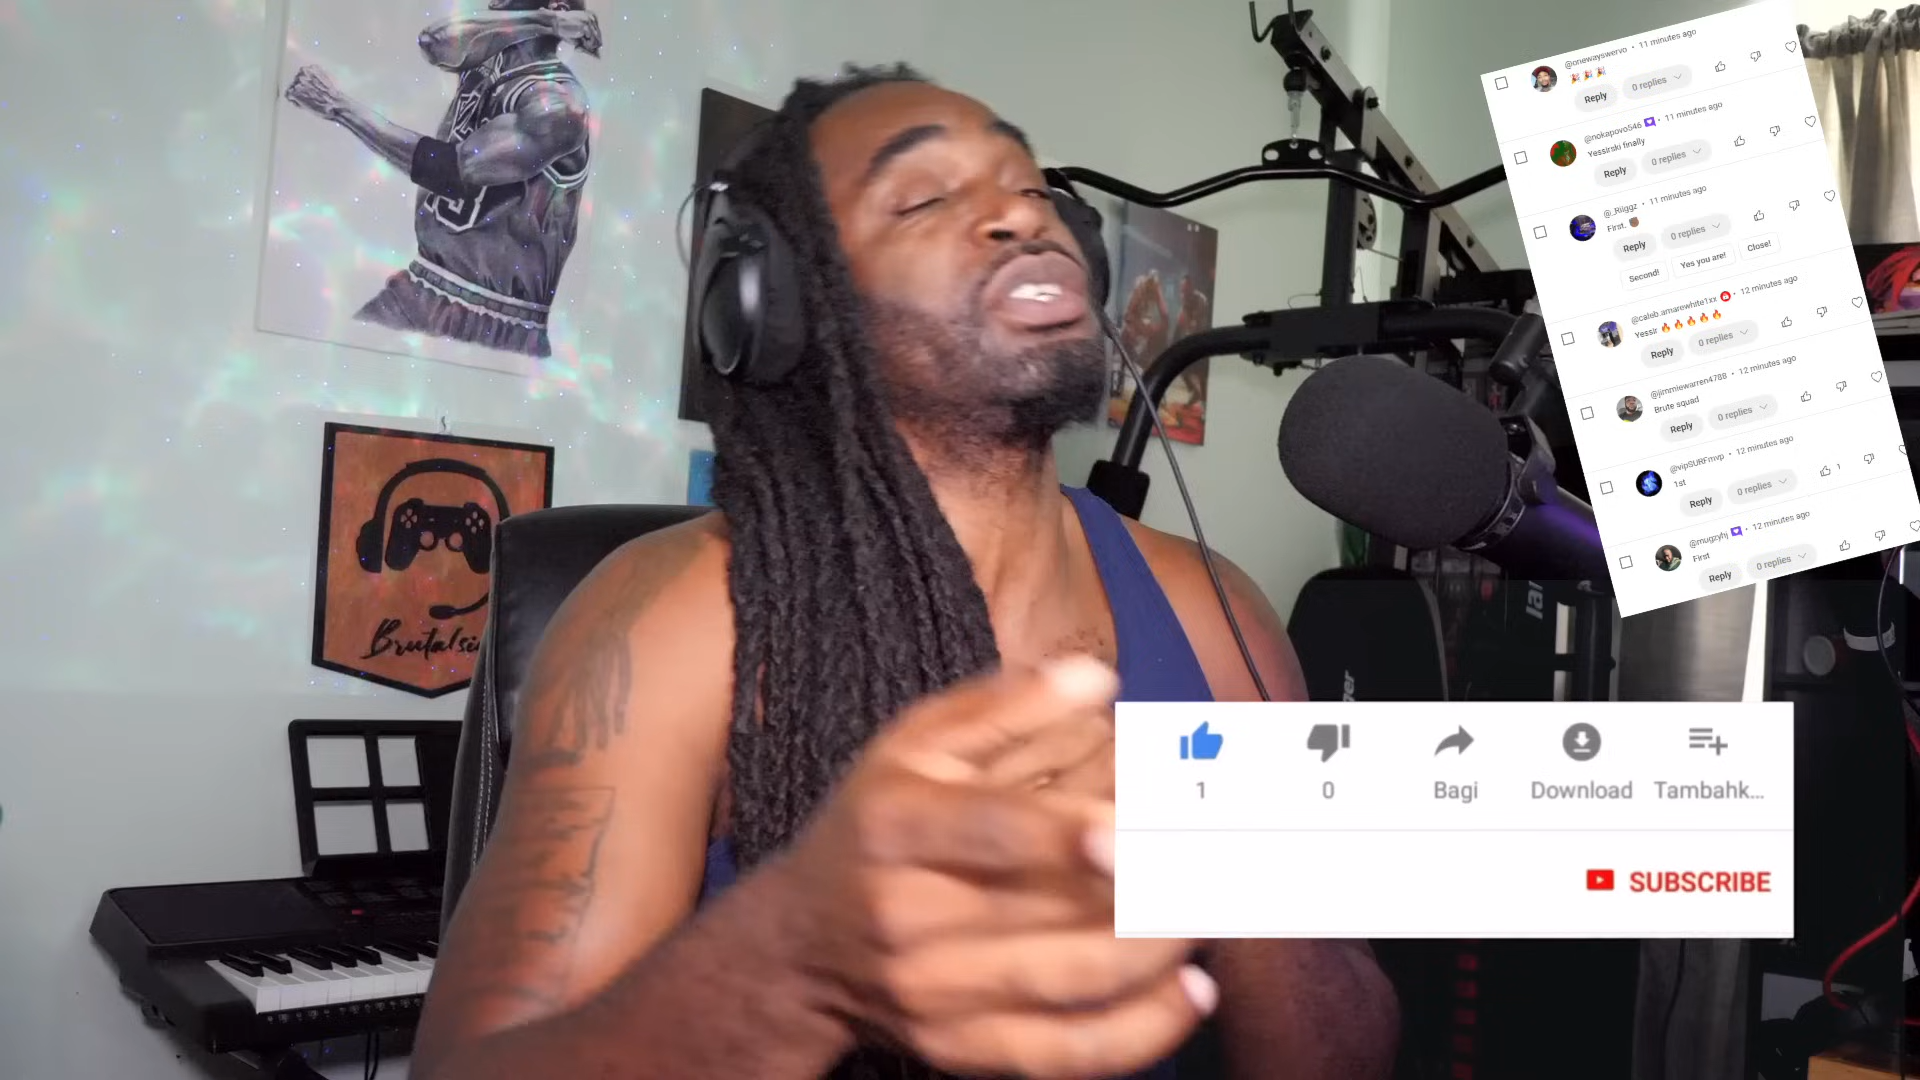 @onewayswervo • 11 minutes ago
🎉 🎉 🎉
Reply 0 replies
@nokapovo546 • 11 minutes ago
Yessirski finally
Reply 0 replies
@_Riiggz • 11 minutes ago
First. ✊🏾
Reply 0 replies
Second! Yes you are! Close!
@caleb.amarewhite1xx • 12 minutes ago
Yessir 🔥🔥🔥🔥🔥
Reply 0 replies
@jimmiewarren4788 • 12 minutes ago
Brute squad
Reply 0 replies
@vipSURFmvp • 12 minutes ago
1st
1
Reply 0 replies
@mugzyhj • 12 minutes ago
First
Reply 0 replies
1 0 Bagi Download Tambahk...
SUBSCRIBE